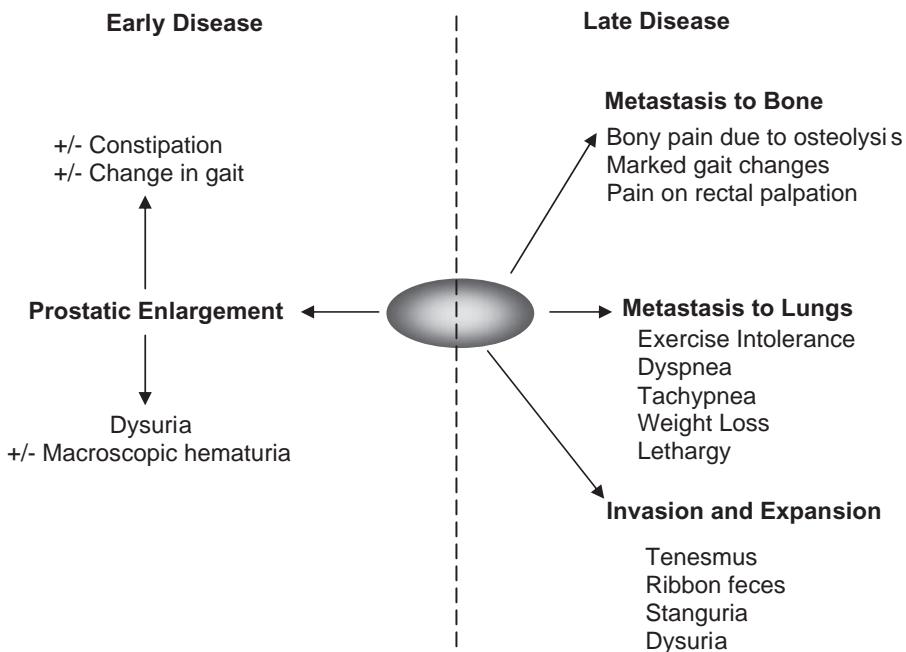 Early Disease
Late Disease
+/- Constipation
+/- Change in gait
Prostatic Enlargement
Dysuria
+/- Macroscopic hematuria
Metastasis to Bone
Bony pain due to osteolysis
Marked gait changes
Pain on rectal palpation
Metastasis to Lungs
Exercise Intolerance
Dyspnea
Tachypnea
Weight Loss
Lethargy
Invasion and Expansion
Tenesmus
Ribbon feces
Stanguria
Dysuria